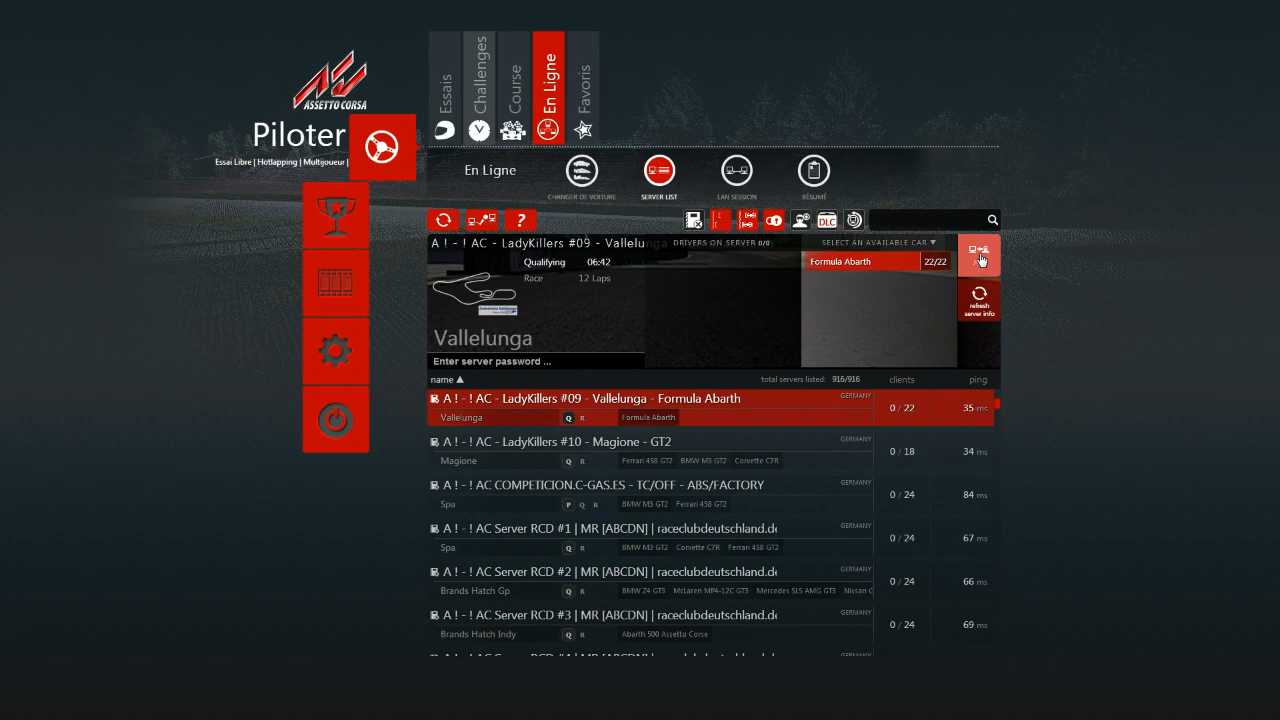 Essais
Challenges
Course
En Ligne
Favoris
ASSETTO CORSA
Piloter
Essai Libre | Hotlapping | Multijoueur |
En Ligne
CHANGER DE VOITURE
SERVER LIST
LAN SESSION
RÉSUMÉ
?
DLC
A ! - ! AC - LadyKillers #09 - Vallelunga
DRIVERS ON SERVER 0/0
SELECT AN AVAILABLE CAR ▼
Qualifying 06:42
Formula Abarth 22/22
Race 12 Laps
refresh
server info
Vallelunga
Enter server password ...
name ▲ total servers listed: 916/916 clients ping
A ! - ! AC - LadyKillers #09 - Vallelunga - Formula Abarth GERMANY
0 / 22 35 ms
Vallelunga Q R Formula Abarth
A ! - ! AC - LadyKillers #10 - Magione - GT2 GERMANY
0 / 18 34 ms
Magione Q R Ferrari 458 GT2 BMW M3 GT2 Corvette C7R
A ! - ! AC COMPETICION.C-GAS.ES - TC/OFF - ABS/FACTORY GERMANY
0 / 24 84 ms
Spa P Q R BMW M3 GT2 Ferrari 458 GT2
A ! - ! AC Server RCD #1 | MR [ABCDN] | raceclubdeutschland.de GERMANY
0 / 24 67 ms
Spa Q R BMW M3 GT2 Corvette C7R Ferrari 458 GT2
A ! - ! AC Server RCD #2 | MR [ABCDN] | raceclubdeutschland.de GERMANY
0 / 24 66 ms
Brands Hatch Gp Q R BMW Z4 GT3 McLaren MP4-12C GT3 Mercedes SLS AMG GT3 Nissan
A ! - ! AC Server RCD #3 | MR [ABCDN] | raceclubdeutschland.de GERMANY
0 / 24 69 ms
Brands Hatch Indy Q R Abarth 500 Assetto Corse